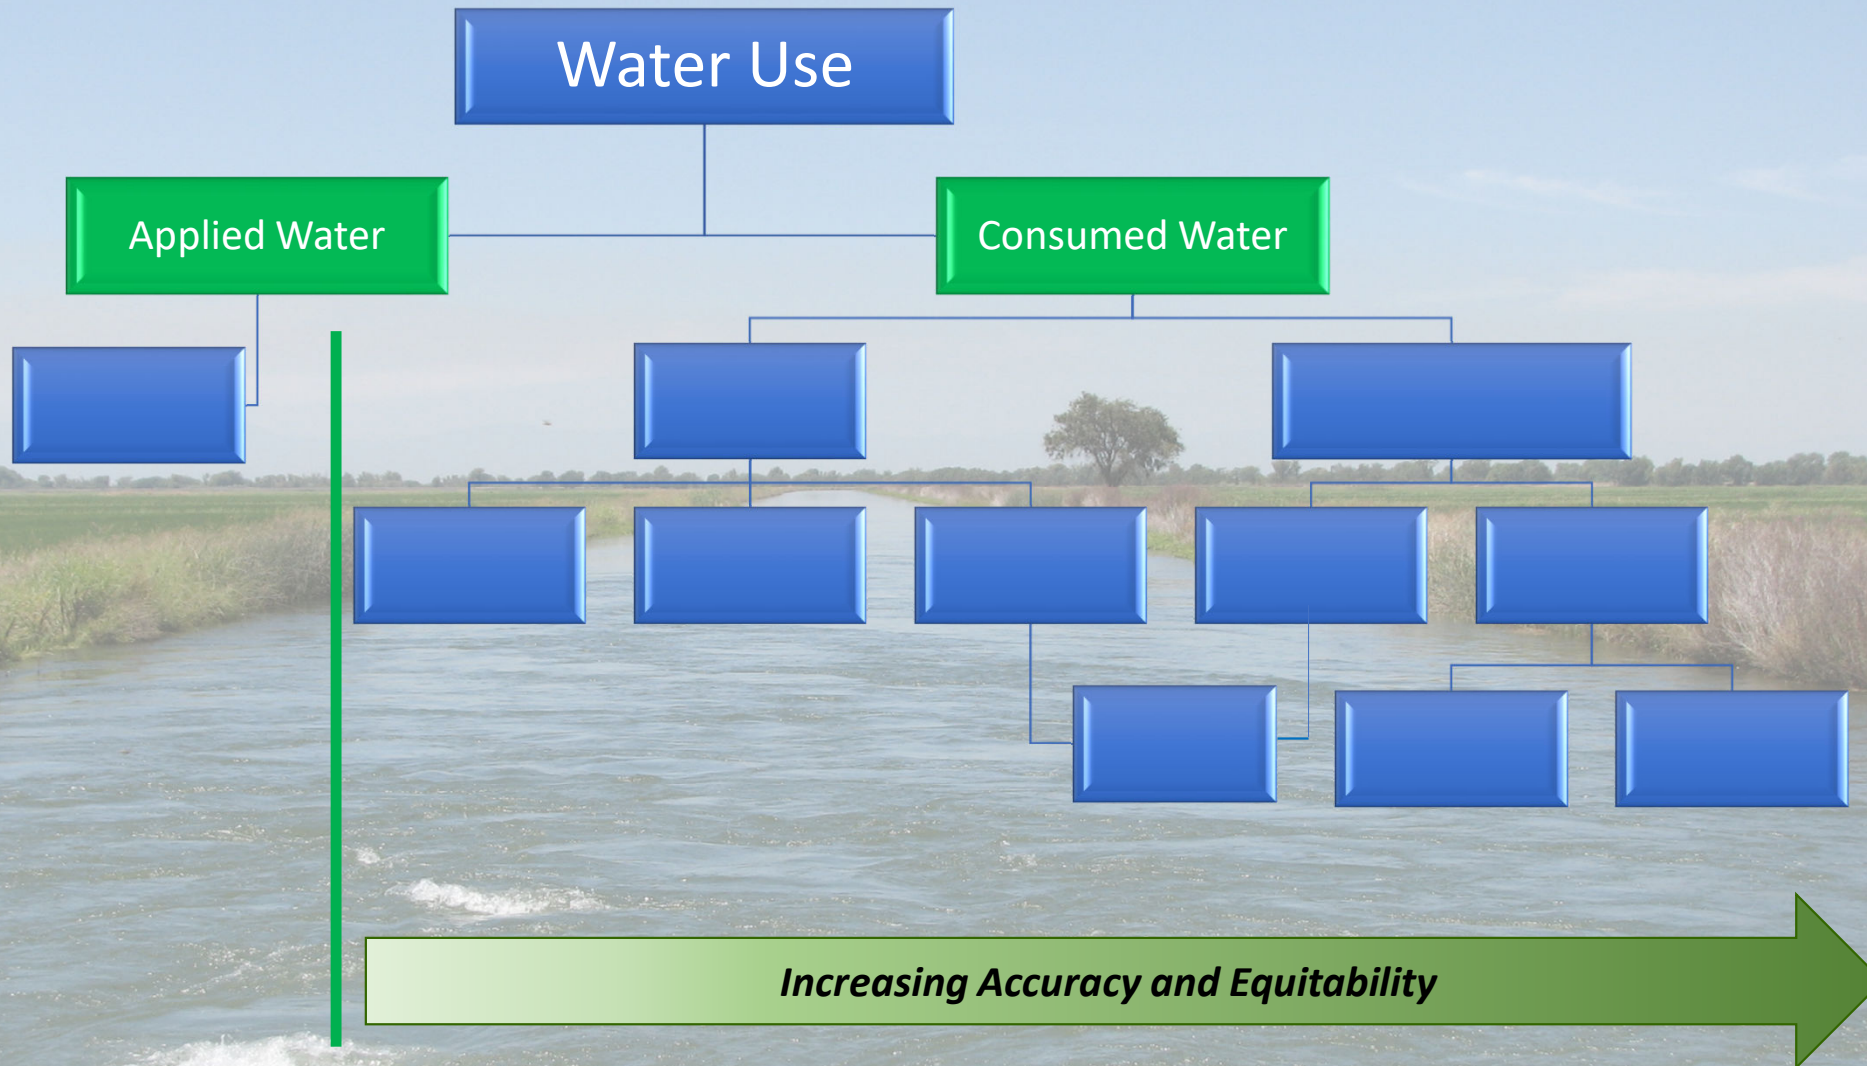 Water Use
Applied Water
Consumed Water
Increasing Accuracy and Equitability